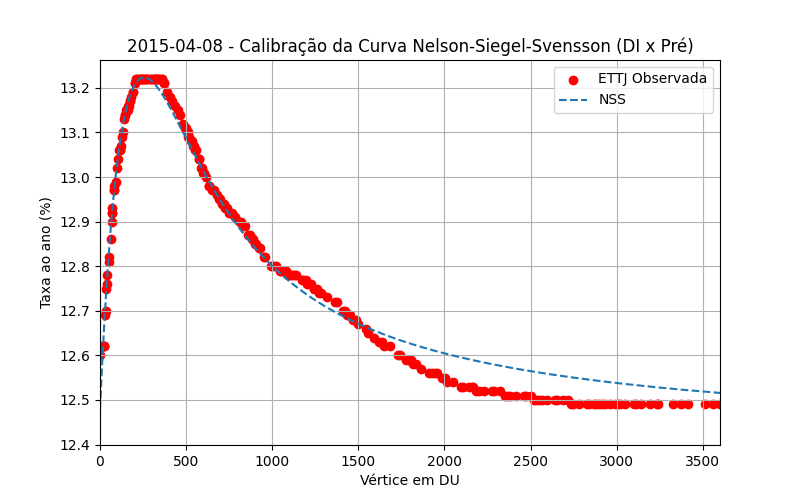 2015-04-08 - Calibração da Curva Nelson-Siegel-Svensson (DI x Pré)
ETTJ Observada
NSS
Taxa ao ano (%)
13.2
13.1
13.0
12.9
12.8
12.7
12.6
12.5
12.4
0 500 1000 1500 2000 2500 3000 3500
Vértice em DU